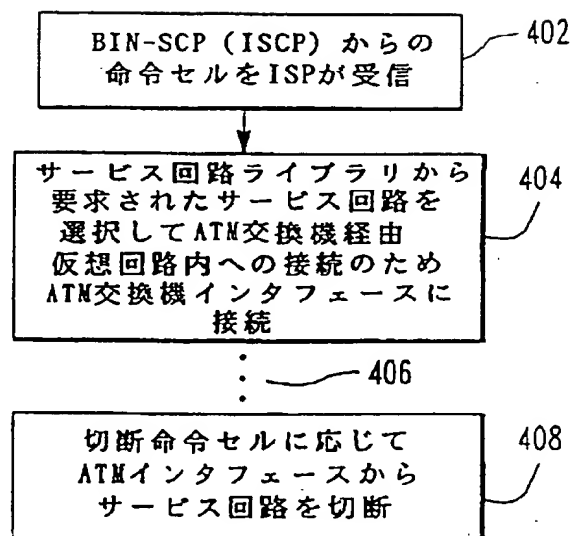 BIN-SCP (ISCP) からの
命令セルをISPが受信
402
サービス回路ライブラリから
要求されたサービス回路を
選択してATM交換機経由
仮想回路内への接続のため
ATM交換機インタフェースに
接続
404
406
切断命令セルに応じて
ATMインタフェースから
サービス回路を切断
408